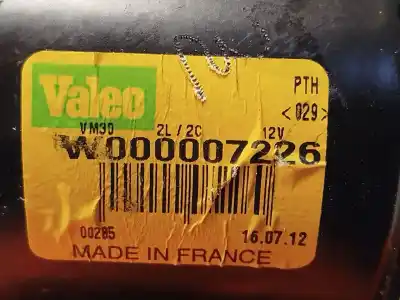 Valeo
PTH
<029>
VM30 2L/2C 12V
W000007226
00285 16.07.12
MADE IN FRANCE